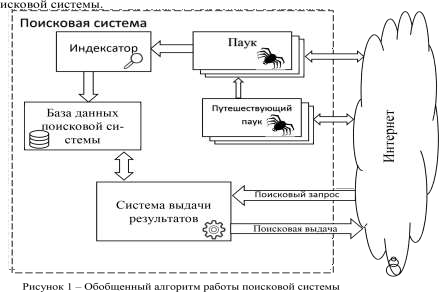 исковой системы.
Поисковая система
Индексатор
Паук
База данных
поисковой си-
стемы
Путешествующий
паук
Интернет
Система выдачи
результатов
Поисковый запрос
Поисковая выдача
Рисунок 1 – Обобщенный алгоритм работы поисковой системы